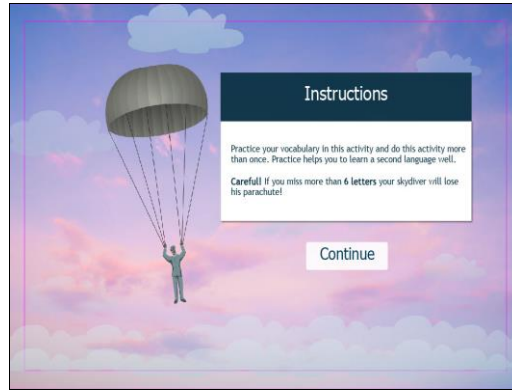 Instructions
Practice your vocabulary in this activity and do this activity more
than once. Practice helps you to learn a second language well.
Careful! If you miss more than 6 letters your skydiver will lose
his parachute!
Continue